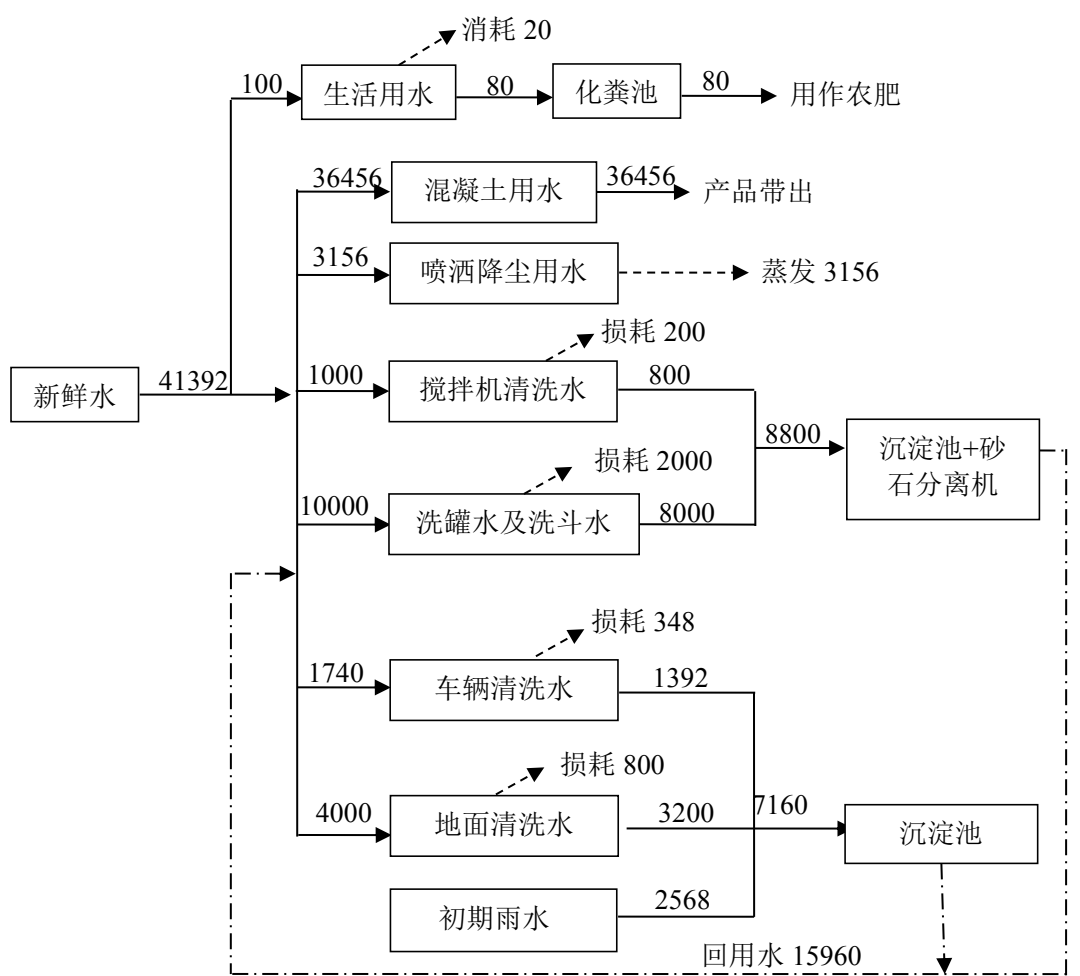 消耗 20
100
生活用水
80
化粪池
80
用作农肥
36456
混凝土用水
36456
产品带出
3156
喷洒降尘用水
蒸发 3156
损耗 200
新鲜水
41392
1000
搅拌机清洗水
800
8800
沉淀池+砂
石分离机
损耗 2000
10000
洗罐水及洗斗水
8000
损耗 348
1740
车辆清洗水
1392
损耗 800
4000
地面清洗水
3200
7160
沉淀池
初期雨水
2568
回用水 15960